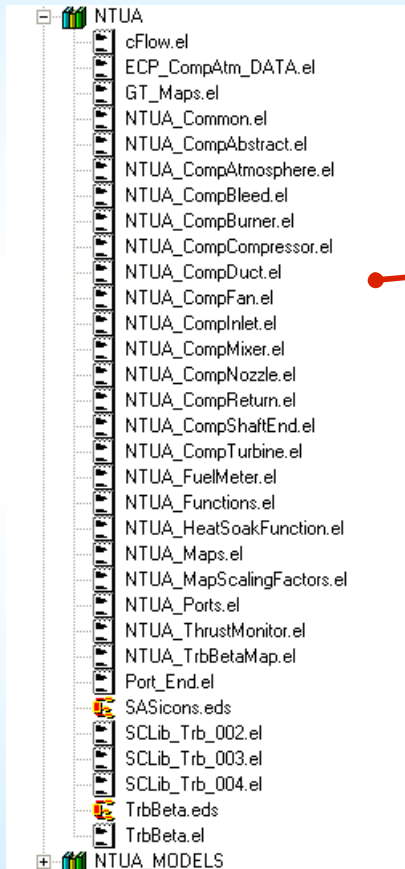 NTUA
cFlow.el
ECP_CompAtm_DATA.el
GT_Maps.el
NTUA_Common.el
NTUA_CompAbstract.el
NTUA_CompAtmosphere.el
NTUA_CompBleed.el
NTUA_CompBurner.el
NTUA_CompCompressor.el
NTUA_CompDuct.el
NTUA_CompFan.el
NTUA_CompInlet.el
NTUA_CompMixer.el
NTUA_CompNozzle.el
NTUA_CompReturn.el
NTUA_CompShaftEnd.el
NTUA_CompTurbine.el
NTUA_FuelMeter.el
NTUA_Functions.el
NTUA_HeatSoakFunction.el
NTUA_Maps.el
NTUA_MapScalingFactors.el
NTUA_Ports.el
NTUA_ThrustMonitor.el
NTUA_TrbBetaMap.el
Port_End.el
SASicons.eds
SCLib_Trb_002.el
SCLib_Trb_003.el
SCLib_Trb_004.el
TrbBeta.eds
TrbBeta.el
NTUA_MODELS